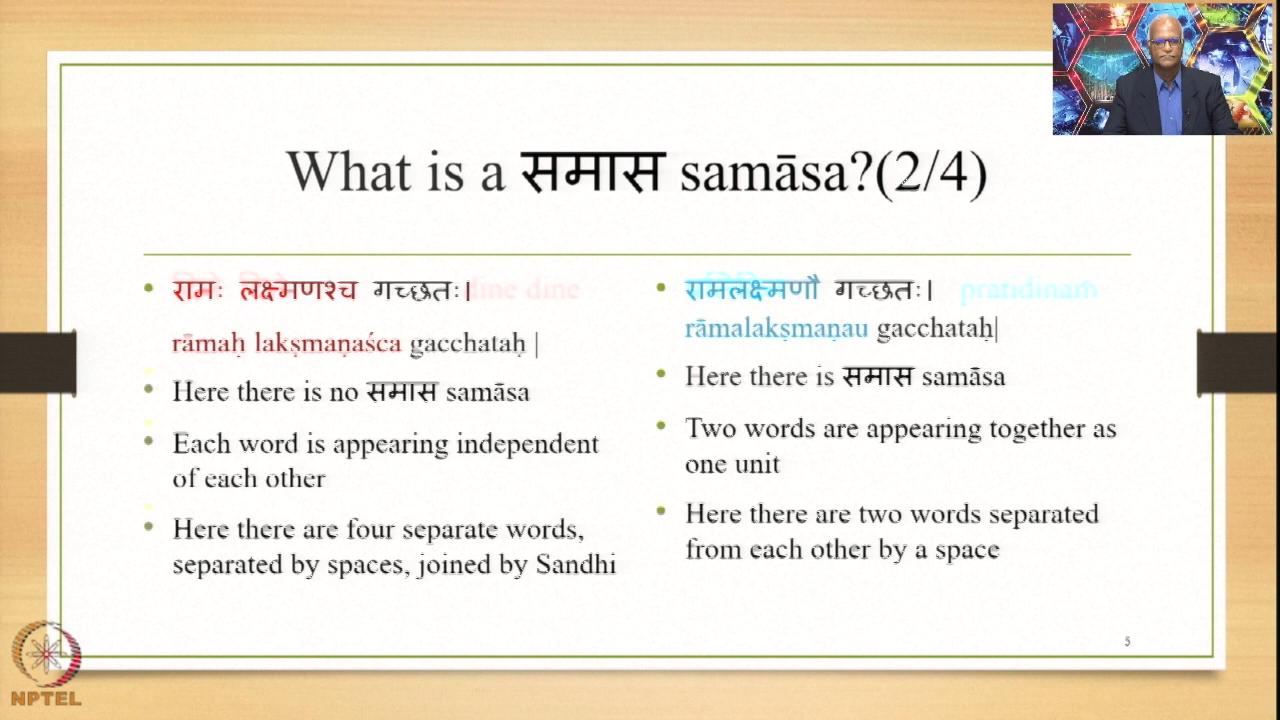 What is a समास samāsa?(2/4)
रामः लक्ष्मणश्च गच्छतः। dine dine
rāmaḥ lakṣmaṇaśca gacchataḥ |
Here there is no समास samāsa
Each word is appearing independent
of each other
Here there are four separate words,
separated by spaces, joined by Sandhi
रामलक्ष्मणौ गच्छतः। pratidinaṁ
rāmalakṣmaṇau gacchataḥ|
Here there is समास samāsa
Two words are appearing together as
one unit
Here there are two words separated
from each other by a space
5
NPTEL